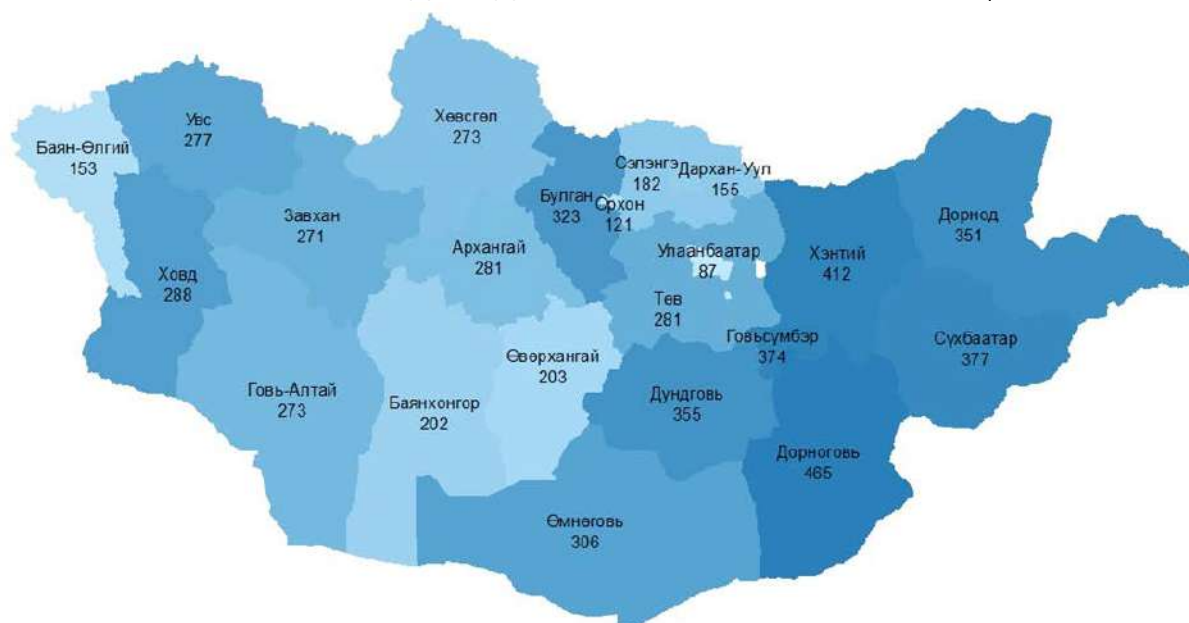 Хөвсгөл
273
Увс
277
Баян-Өлгий
153
Сэлэнгэ
182
Дархан-Уул
155
Булган
323
Орхон
121
Завхан
271
Дорнод
351
Архангай
281
Улаанбаатар
87
Хэнтий
412
Ховд
288
Төв
281
Говьсүмбэр
374
Сүхбаатар
377
Өвөрхангай
203
Говь-Алтай
273
Баянхонгор
202
Дундговь
355
Дорноговь
465
Өмнөговь
306